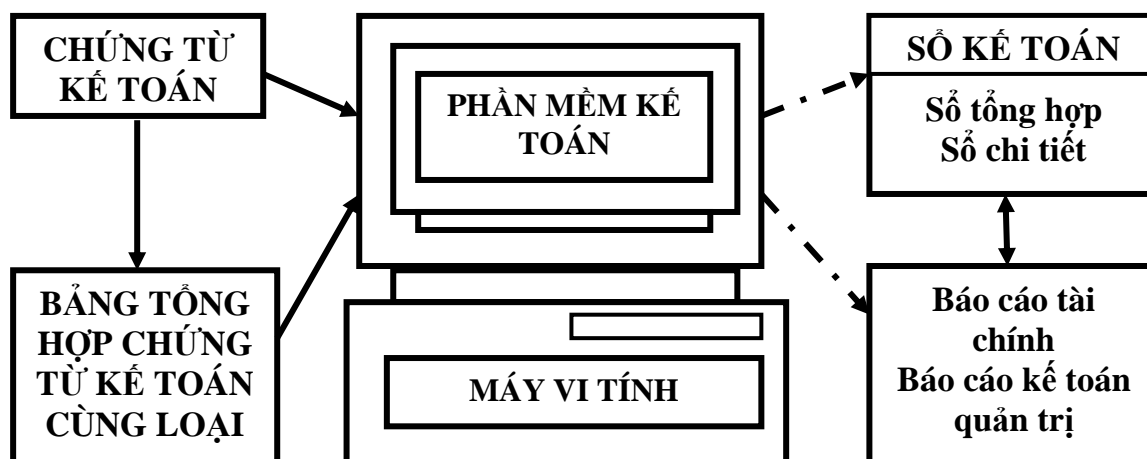 CHỨNG TỪ
KẾ TOÁN
BẢNG TỔNG
HỢP CHỨNG
TỪ KẾ TOÁN
CÙNG LOẠI
PHẦN MỀM KẾ
TOÁN
MÁY VI TÍNH
SỔ KẾ TOÁN
Sổ tổng hợp
Sổ chi tiết
Báo cáo tài
chính
Báo cáo kế toán
quản trị